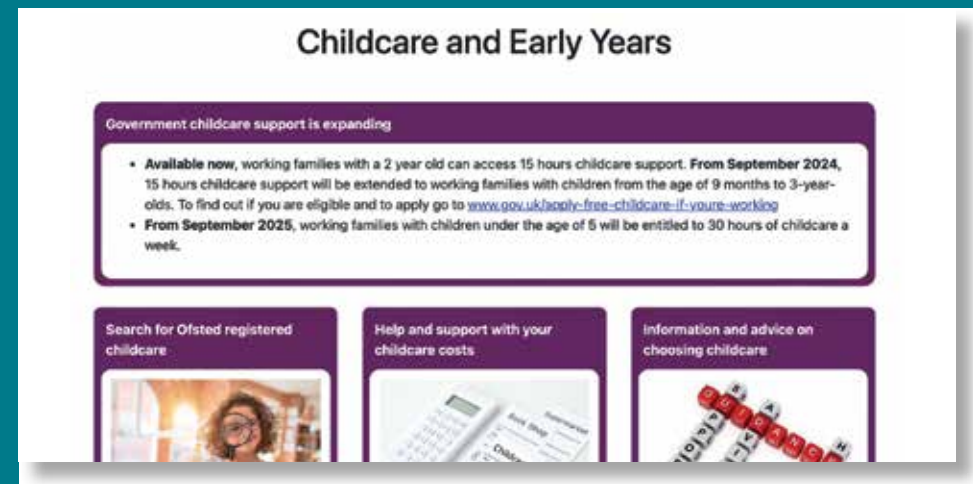 Childcare and Early Years
Government childcare support is expanding
• Available now, working families with a 2 year old can access 15 hours childcare support. From September 2024,
15 hours childcare support will be extended to working families with children from the age of 9 months to 3-year-
olds. To find out if you are eligible and to apply go to www.gov.uk/apply-free-childcare-if-youre-working
• From September 2025, working families with children under the age of 5 will be entitled to 30 hours of childcare a
week.
Search for Ofsted registered
childcare
Help and support with your
childcare costs
Information and advice on
choosing childcare
Book Shop
Supermarket
GUIDANCE